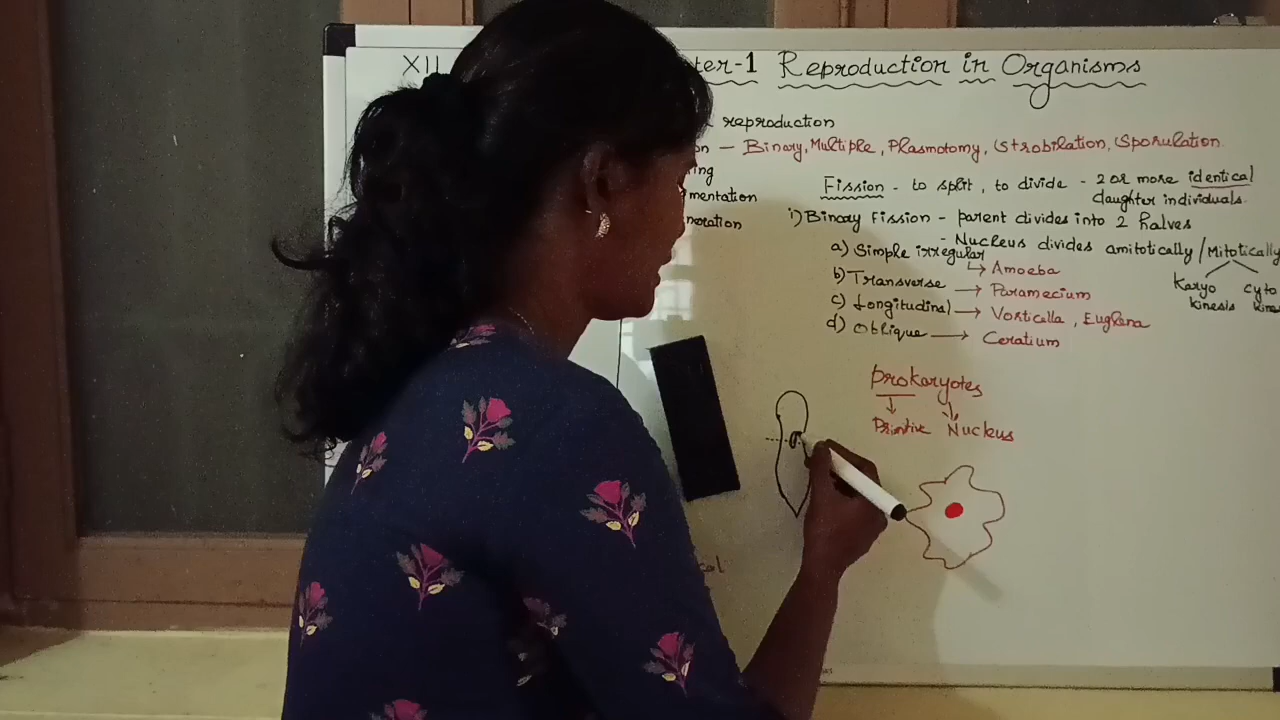 XII ter-1 Reproduction in Organisms
reproduction
on - Binary, Multiple, Plasmotomy, Strobilation, Sporulation.
ing
mentation
neration
Fission - to split, to divide - 2 or more identical
daughter individuals.
i) Binary Fission - parent divides into 2 halves
- Nucleus divides amitotically / Mitotically
Karyo kinesis
Cyto kine
a) Simple irregular → Amoeba
b) Transverse → Paramecium
c) Longitudinal → Vorticella, Euglena
d) Oblique → Ceratium
Prokaryotes
Primitive Nucleus